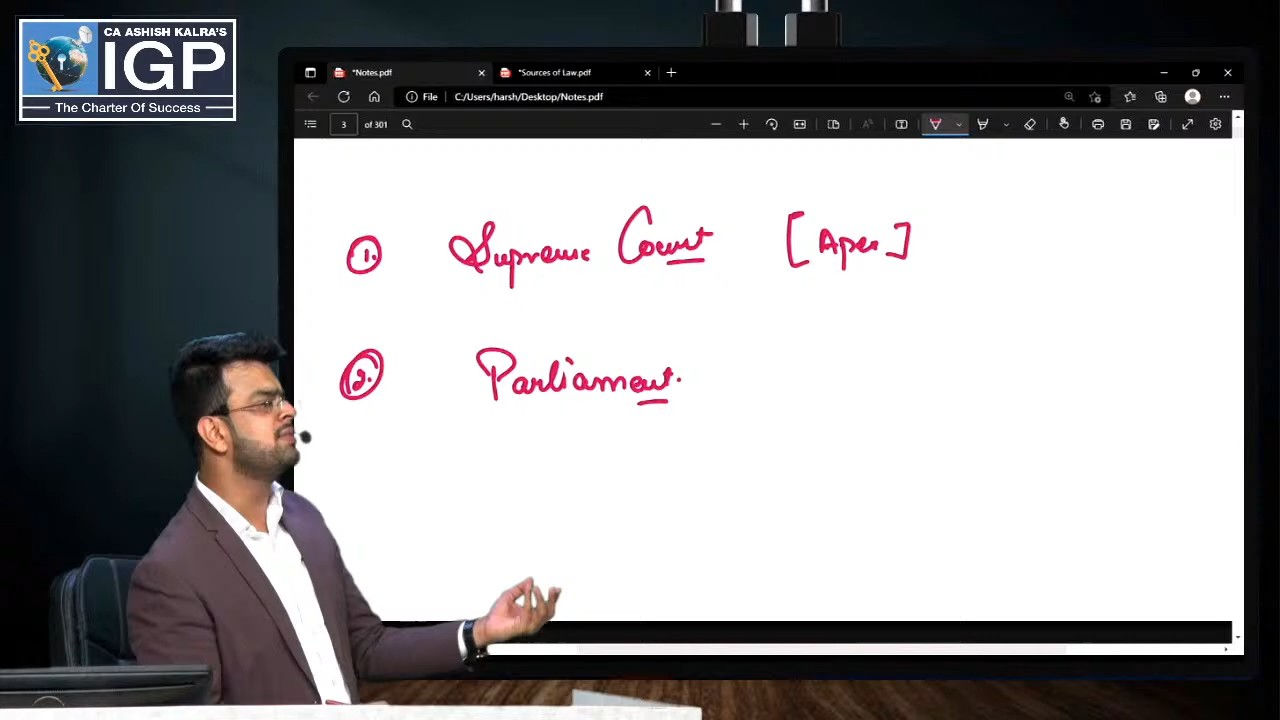 CA ASHISH KALRA'S
IGP
The Charter Of Success
*Notes.pdf
*Sources of Law.pdf
File
C:/Users/harsh/Desktop/Notes.pdf
3 of 301
1. Supreme Court [Apex]
2. Parliament.